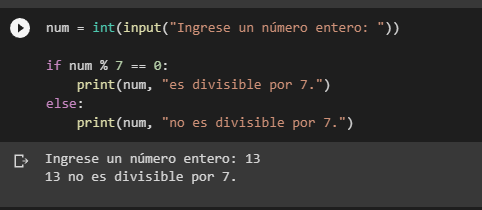 num = int(input("Ingrese un número entero: "))
if num % 7 == 0:
    print(num, "es divisible por 7.")
else:
    print(num, "no es divisible por 7.")
Ingrese un número entero: 13
13 no es divisible por 7.